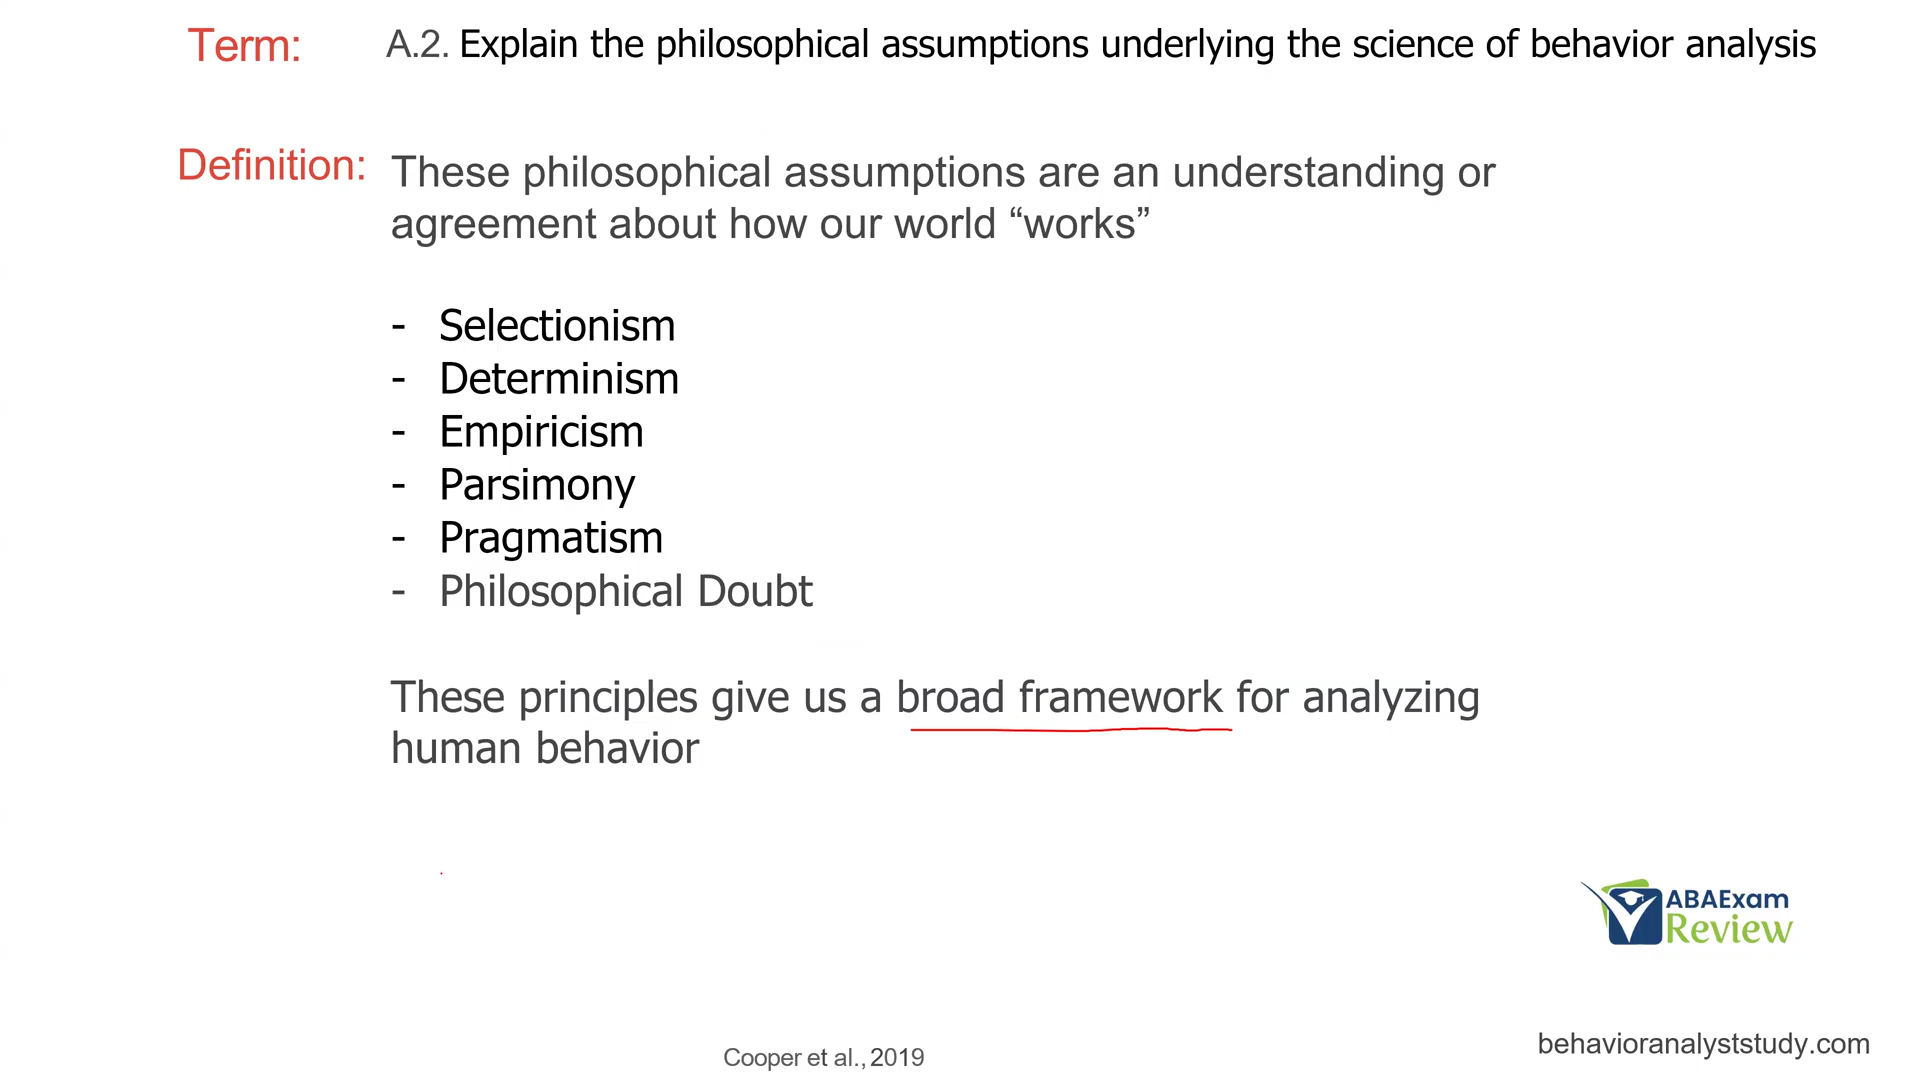 Term: A.2. Explain the philosophical assumptions underlying the science of behavior analysis
Definition: These philosophical assumptions are an understanding or
agreement about how our world “works”
- Selectionism
- Determinism
- Empiricism
- Parsimony
- Pragmatism
- Philosophical Doubt
These principles give us a broad framework for analyzing
human behavior
ABAExam
Review
Cooper et al., 2019
behavioranalyststudy.com